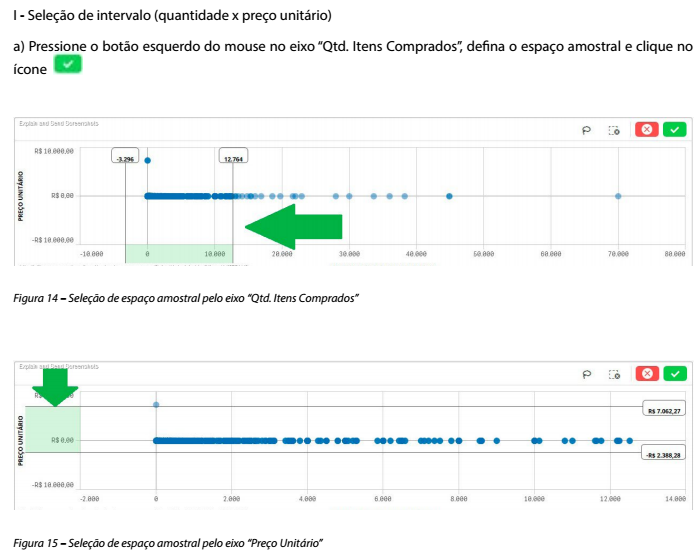 I - Seleção de intervalo (quantidade x preço unitário)
a) Pressione o botão esquerdo do mouse no eixo “Qtd. Itens Comprados”, defina o espaço amostral e clique no
ícone
Explain and Send Screenshots
R$ 10.000,00
-3.296
12.764
PREÇO UNITÁRIO
R$ 0,00
-R$ 10.000,00
-10.000
0
10.000
20.000
30.000
40.000
50.000
60.000
70.000
80.000
Figura 14 – Seleção de espaço amostral pelo eixo “Qtd. Itens Comprados”
Explain and Send Screenshots
R$ 7.062,27
PREÇO UNITÁRIO
R$ 0,00
-R$ 2.388,28
-R$ 10.000,00
-2.000
0
2.000
4.000
6.000
8.000
10.000
12.000
14.000
Figura 15 – Seleção de espaço amostral pelo eixo “Preço Unitário”